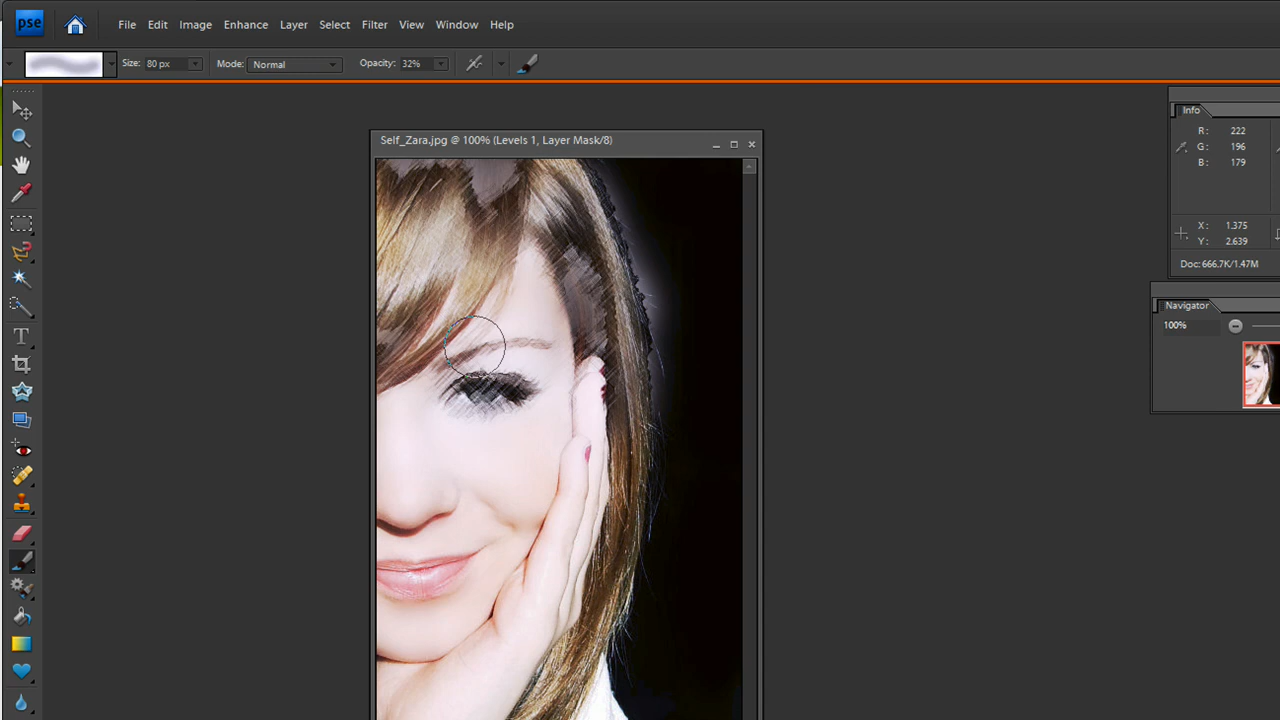 pse File Edit Image Enhance Layer Select Filter View Window Help
Size: 80 px Mode: Normal Opacity: 32%
Info
Self_Zara.jpg @ 100% (Levels 1, Layer Mask/8)
R: 222
G: 196
B: 179
X: 1.375
Y: 2.639
Doc: 666.7K/1.47M
Navigator
100%
T